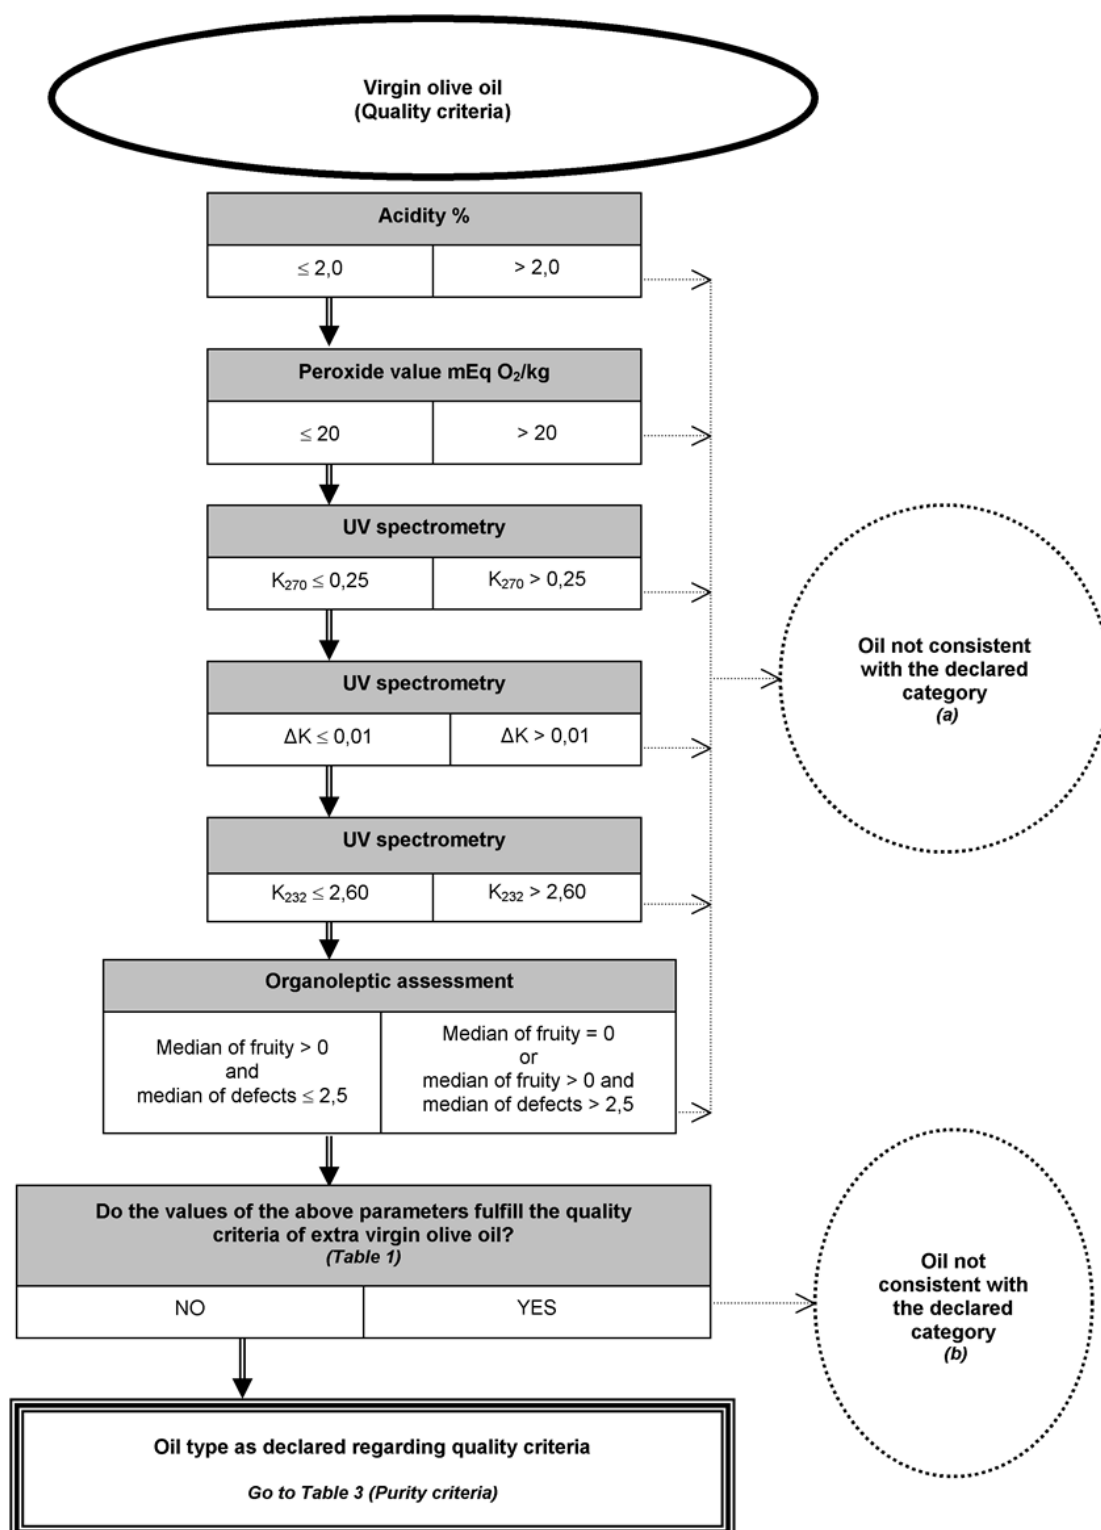 Virgin olive oil
(Quality criteria)
Acidity %
≤ 2,0
> 2,0
Peroxide value mEq O₂/kg
≤ 20
> 20
UV spectrometry
K₂₇₀ ≤ 0,25
K₂₇₀ > 0,25
UV spectrometry
ΔK ≤ 0,01
ΔK > 0,01
UV spectrometry
K₂₃₂ ≤ 2,60
K₂₃₂ > 2,60
Organoleptic assessment
Median of fruity > 0
and
median of defects ≤ 2,5
Median of fruity = 0
or
median of fruity > 0 and
median of defects > 2,5
Oil not consistent
with the declared
category
(a)
Do the values of the above parameters fulfill the quality
criteria of extra virgin olive oil?
(Table 1)
NO
YES
Oil not
consistent with
the declared
category
(b)
Oil type as declared regarding quality criteria
Go to Table 3 (Purity criteria)